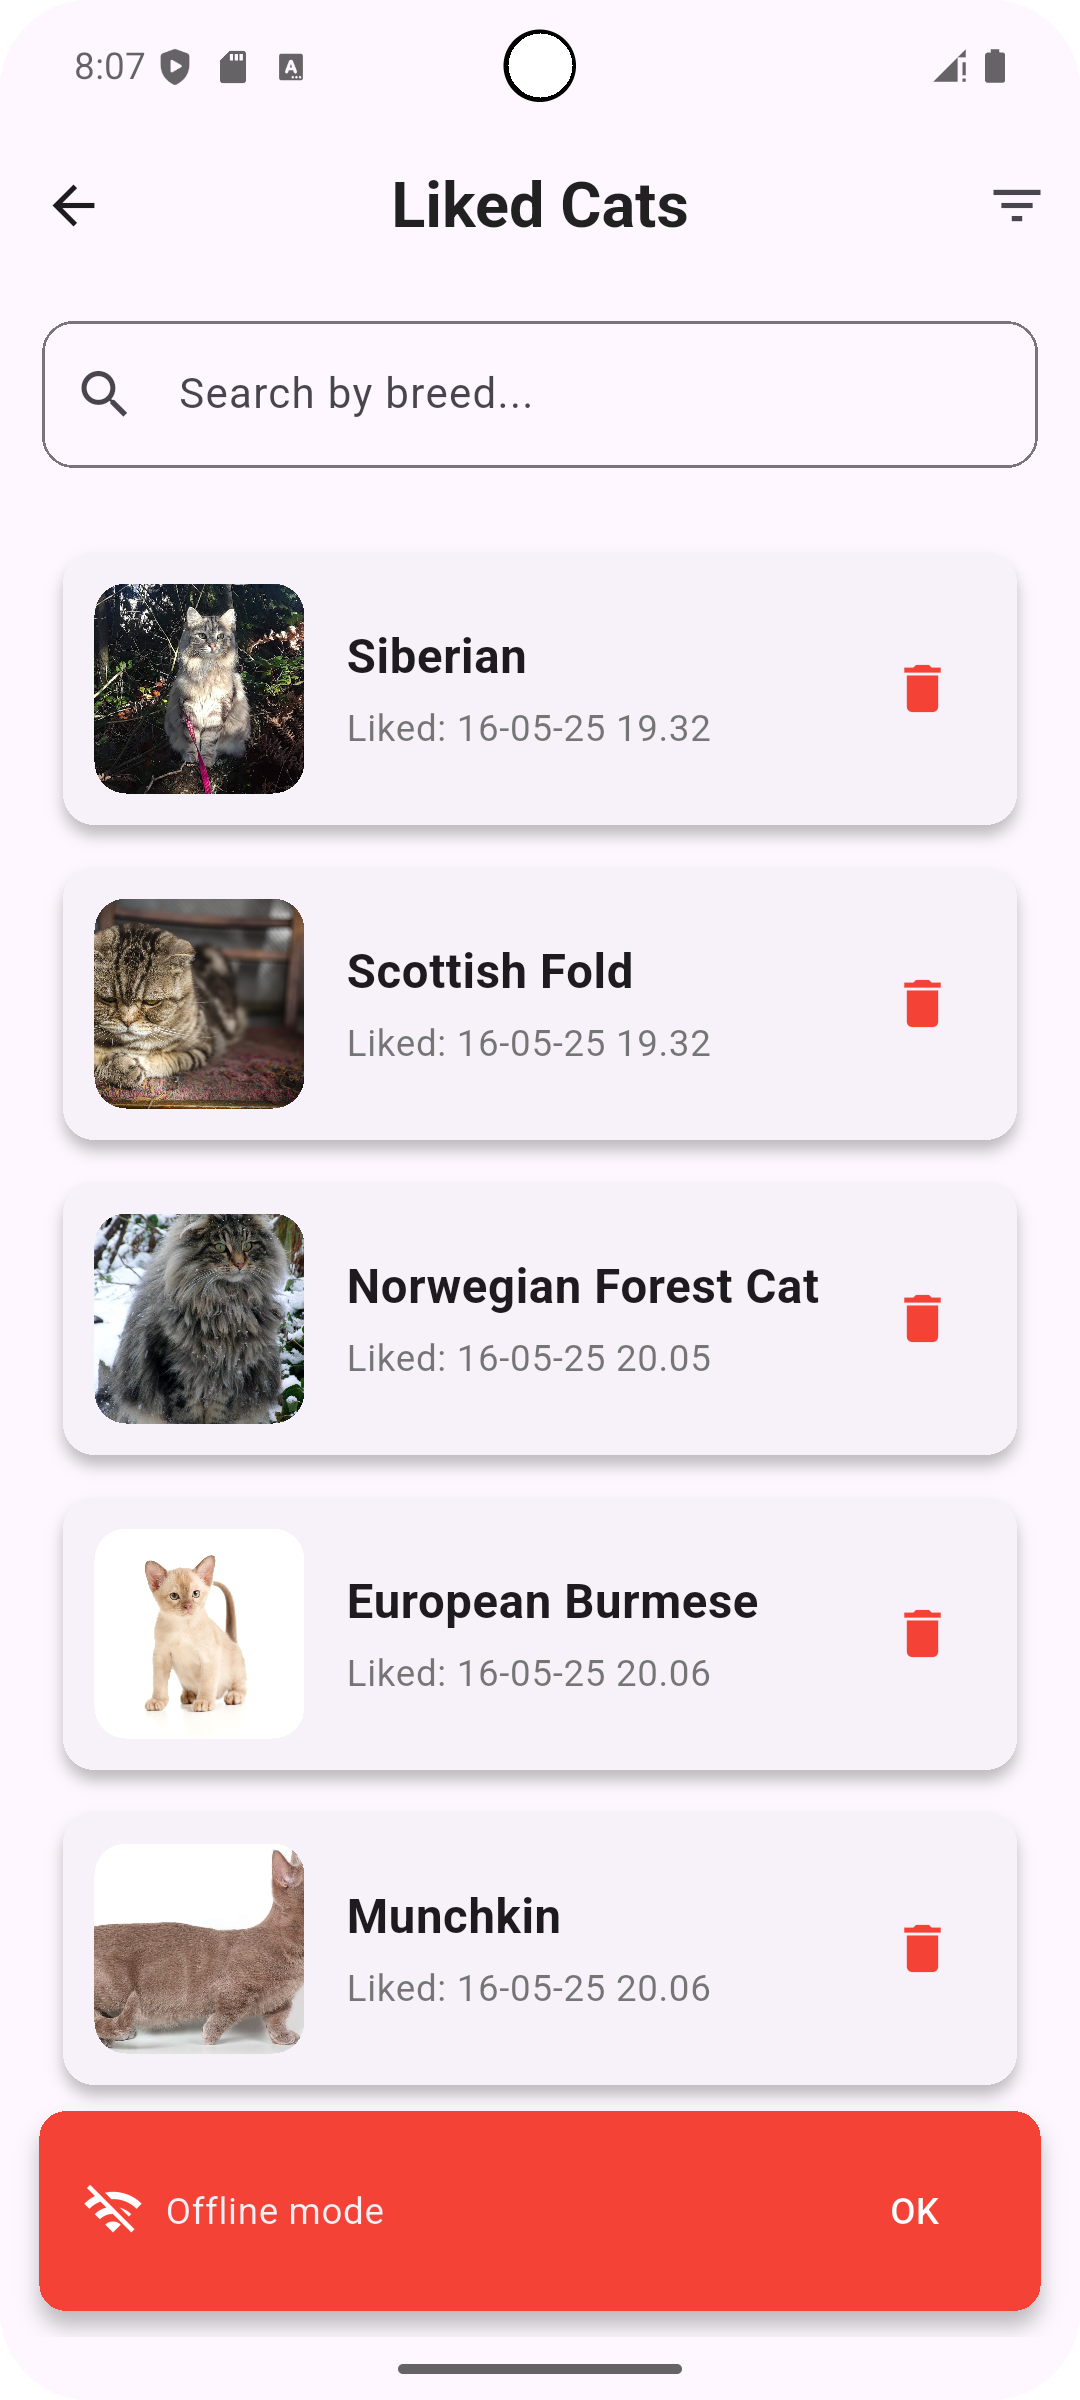 8:07
Liked Cats
Search by breed...
Siberian
Liked: 16-05-25 19.32
Scottish Fold
Liked: 16-05-25 19.32
Norwegian Forest Cat
Liked: 16-05-25 20.05
European Burmese
Liked: 16-05-25 20.06
Munchkin
Liked: 16-05-25 20.06
Offline mode
OK